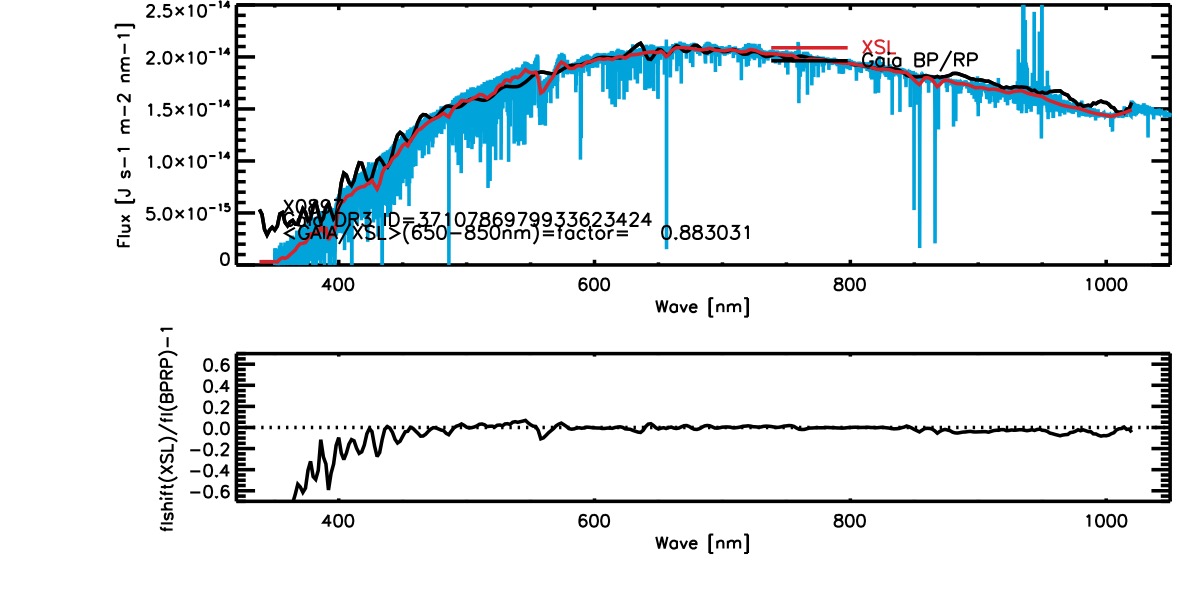 2.5×10⁻¹⁴
2.0×10⁻¹⁴
1.5×10⁻¹⁴
1.0×10⁻¹⁴
5.0×10⁻¹⁵
0
Flux [J s−1 m−2 nm−1]
XSL
Gaia BP/RP
X0897
Gaia DR3 ID=3710786979933623424
<GAIA/XSL>(650−850nm)=factor= 0.883031
400 600 800 1000
Wave [nm]
0.6
0.4
0.2
0.0
−0.2
−0.4
−0.6
flshift(XSL)/fl(BPRP)−1
400 600 800 1000
Wave [nm]